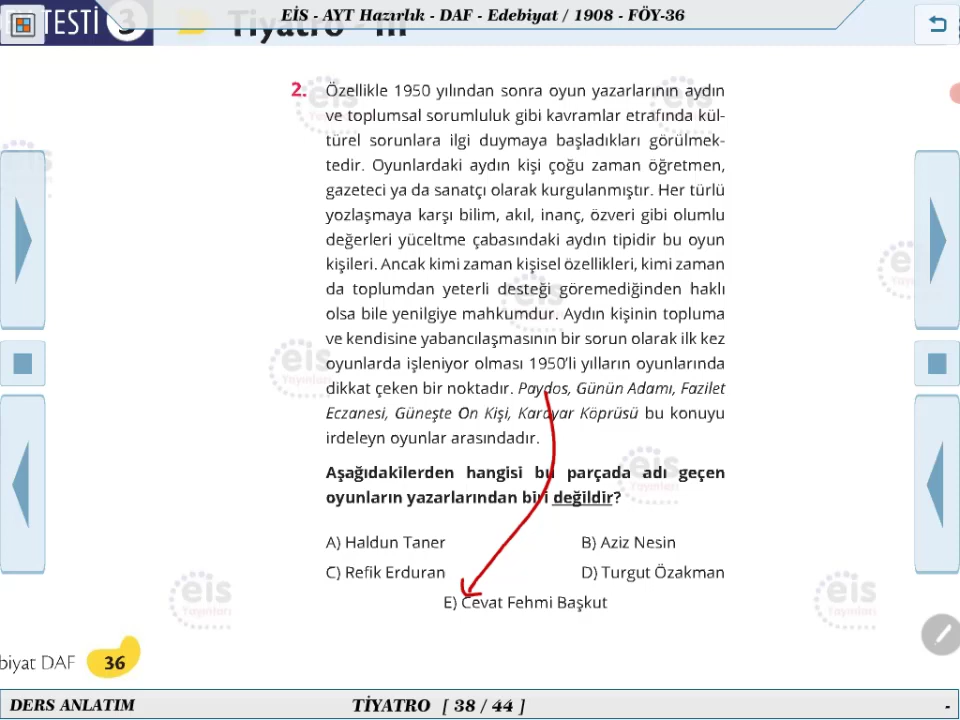 EİS - AYT Hazırlık - DAF - Edebiyat / 1908 - FÖY-36
TESTİ 3 Tiyatro - III
2. Özellikle 1950 yılından sonra oyun yazarlarının aydın
ve toplumsal sorumluluk gibi kavramlar etrafında kül-
türel sorunlara ilgi duymaya başladıkları görülmek-
tedir. Oyunlardaki aydın kişi çoğu zaman öğretmen,
gazeteci ya da sanatçı olarak kurgulanmıştır. Her türlü
yozlaşmaya karşı bilim, akıl, inanç, özveri gibi olumlu
değerleri yüceltme çabasındaki aydın tipidir bu oyun
kişileri. Ancak kimi zaman kişisel özellikleri, kimi zaman
da toplumdan yeterli desteği göremediğinden haklı
olsa bile yenilgiye mahkumdur. Aydın kişinin topluma
ve kendisine yabancılaşmasının bir sorun olarak ilk kez
oyunlarda işleniyor olması 1950'li yılların oyunlarında
dikkat çeken bir noktadır. Paydos, Günün Adamı, Fazilet
Eczanesi, Güneşte On Kişi, Karayar Köprüsü bu konuyu
irdeleyn oyunlar arasındadır.
Aşağıdakilerden hangisi bu parçada adı geçen
oyunların yazarlarından biri değildir?
A) Haldun Taner
B) Aziz Nesin
C) Refik Erduran
D) Turgut Özakman
E) Cevat Fehmi Başkut
eis Yayınları
biyat DAF 36
DERS ANLATIM
TİYATRO [ 38 / 44 ]
-